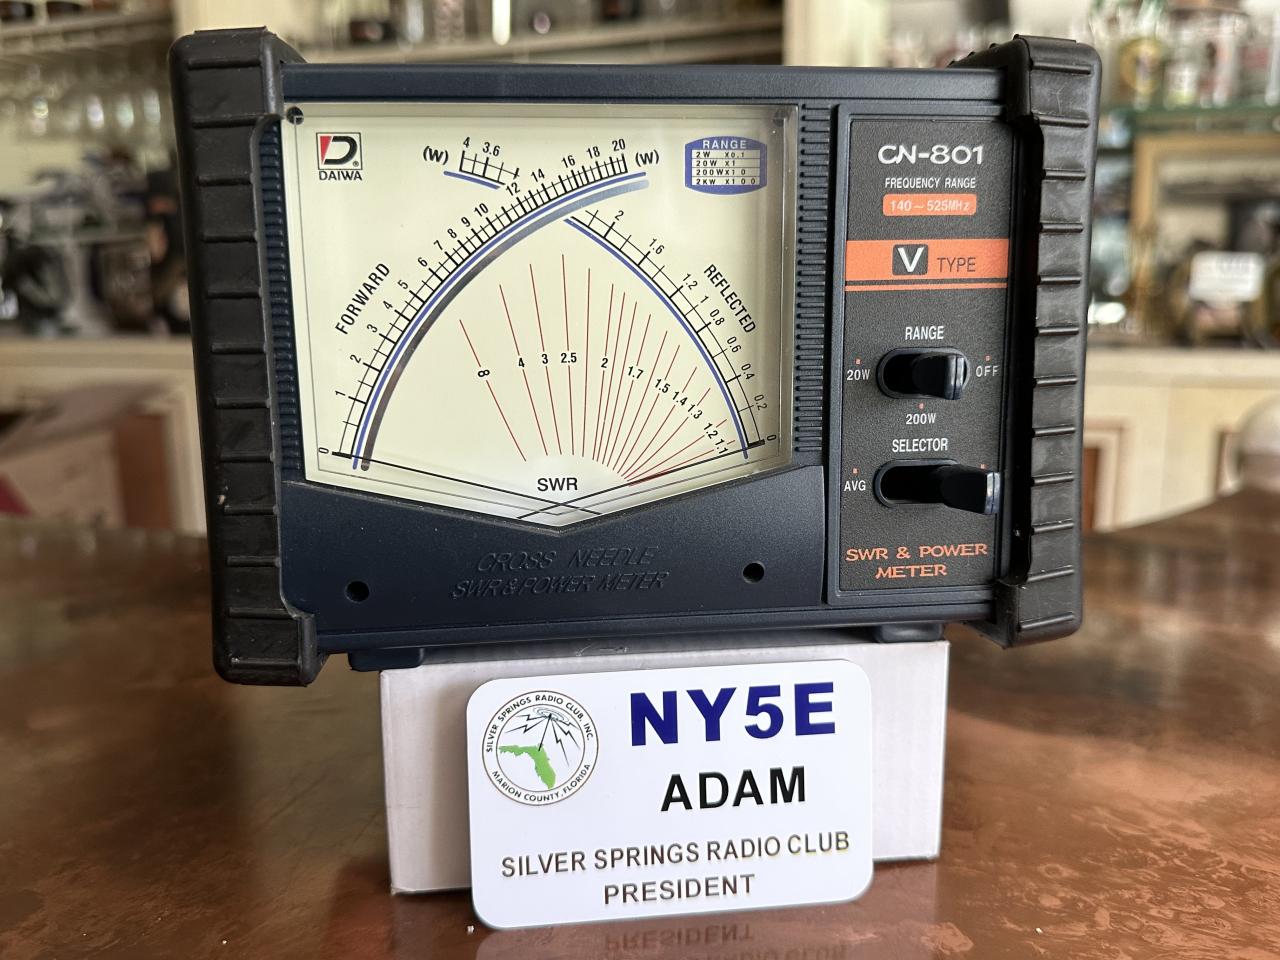 D®
DAIWA
(W) 4 3.6
0 1 2 3 4 5 6 7 8 9 10 12 14 16 18 20 (W)
FORWARD
RANGE
2W X0.1
20W X1
200W X10
2KW X100
2 1.6 1.2 1 0.8 0.6 0.4 0.2 0
REFLECTED
8 4 3 2.5 2 1.7 1.5 1.4 1.3 1.2 1.1
SWR
CROSS NEEDLE
SWR & POWER METER
CN-801
FREQUENCY RANGE
140~525MHz
V TYPE
RANGE
20W OFF
200W
SELECTOR
AVG
SWR & POWER
METER
SILVER SPRINGS RADIO CLUB, INC.
MARION COUNTY, FLORIDA
NY5E
ADAM
SILVER SPRINGS RADIO CLUB
PRESIDENT